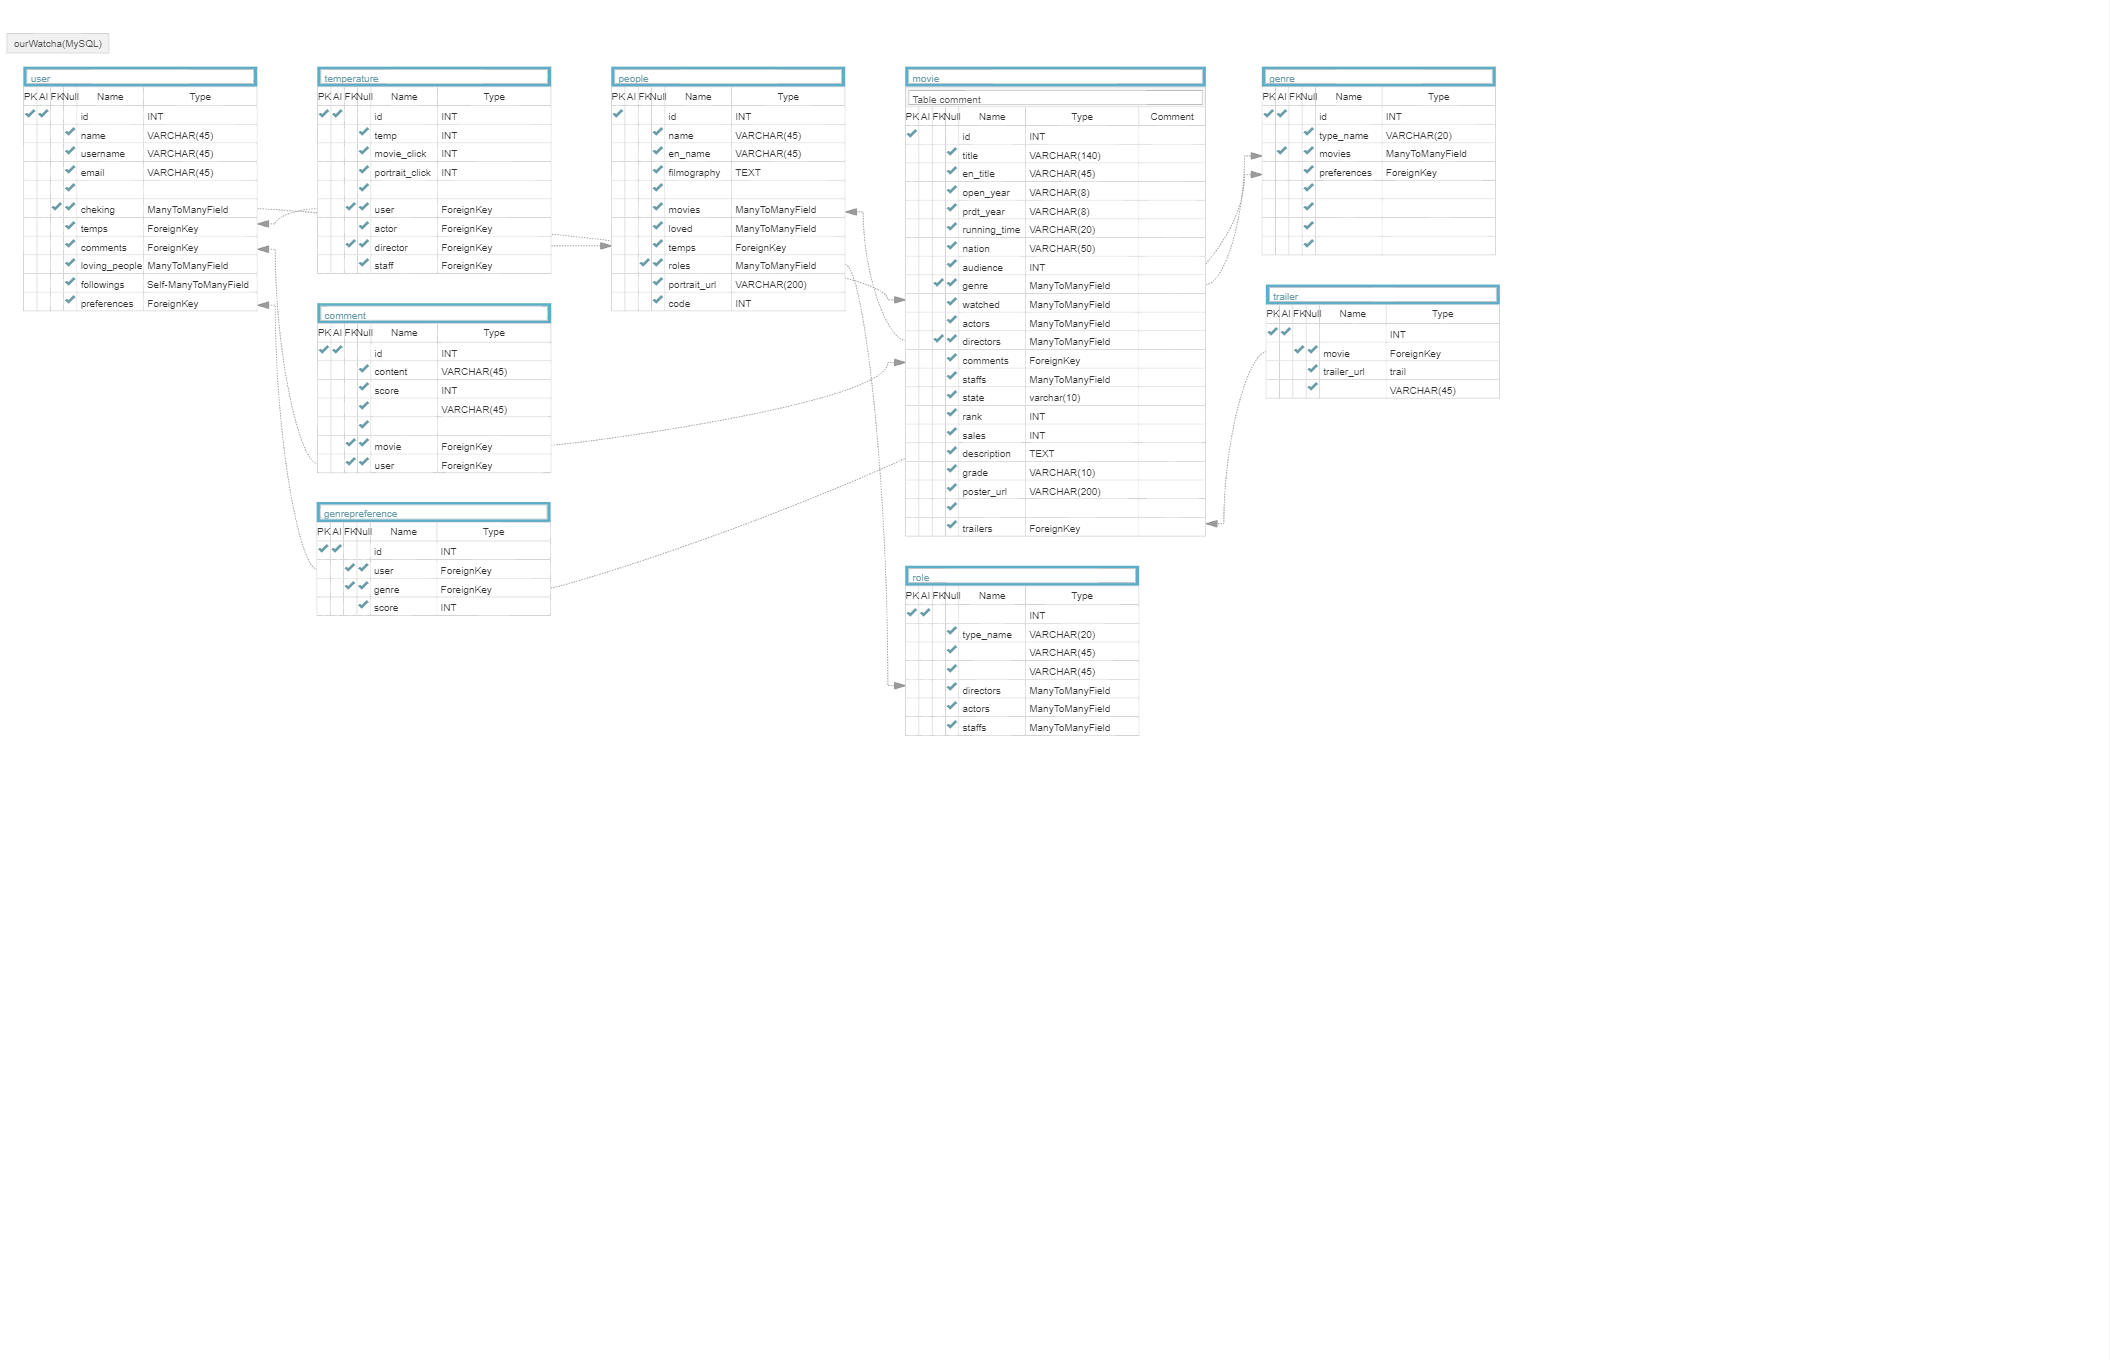 ourWatcha(MySQL)
user
PK AI FK Null Name Type
id INT
name VARCHAR(45)
username VARCHAR(45)
email VARCHAR(45)
cheking ManyToManyField
temps ForeignKey
comments ForeignKey
loving_people ManyToManyField
followings Self-ManyToManyField
preferences ForeignKey
temperature
PK AI FK Null Name Type
id INT
temp INT
movie_click INT
portrait_click INT
user ForeignKey
actor ForeignKey
director ForeignKey
staff ForeignKey
comment
PK AI FK Null Name Type
id INT
content VARCHAR(45)
score INT
VARCHAR(45)
movie ForeignKey
user ForeignKey
genrepreference
PK AI FK Null Name Type
id INT
user ForeignKey
genre ForeignKey
score INT
people
PK AI FK Null Name Type
id INT
name VARCHAR(45)
en_name VARCHAR(45)
filmography TEXT
movies ManyToManyField
loved ManyToManyField
temps ForeignKey
roles ManyToManyField
portrait_url VARCHAR(200)
code INT
movie
Table comment
PK AI FK Null Name Type Comment
id INT
title VARCHAR(140)
en_title VARCHAR(45)
open_year VARCHAR(8)
prdt_year VARCHAR(8)
running_time VARCHAR(20)
nation VARCHAR(50)
audience INT
genre ManyToManyField
watched ManyToManyField
actors ManyToManyField
directors ManyToManyField
comments ForeignKey
staffs ManyToManyField
state varchar(10)
rank INT
sales INT
description TEXT
grade VARCHAR(10)
poster_url VARCHAR(200)
trailers ForeignKey
role
PK AI FK Null Name Type
INT
type_name VARCHAR(20)
VARCHAR(45)
VARCHAR(45)
directors ManyToManyField
actors ManyToManyField
staffs ManyToManyField
genre
PK AI FK Null Name Type
id INT
type_name VARCHAR(20)
movies ManyToManyField
preferences ForeignKey
trailer
PK AI FK Null Name Type
INT
movie ForeignKey
trailer_url trail
VARCHAR(45)